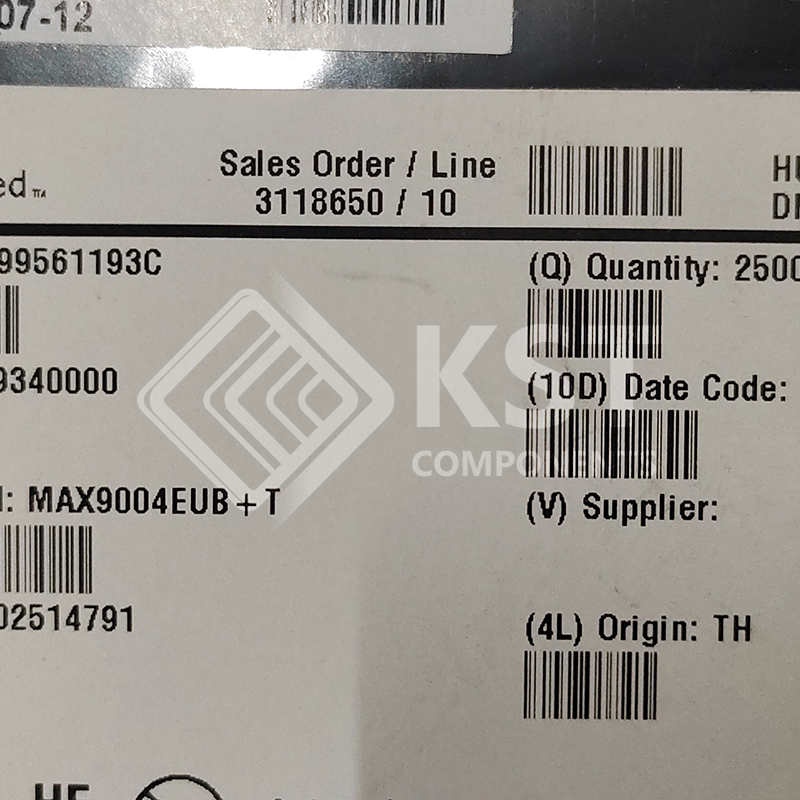 07-12
ed™
Sales Order / Line
3118650 / 10
99561193C
(Q) Quantity: 2500
9340000
(10D) Date Code:
KST
COMPONENTS
: MAX9004EUB+T
(V) Supplier:
02514791
(4L) Origin: TH
HF